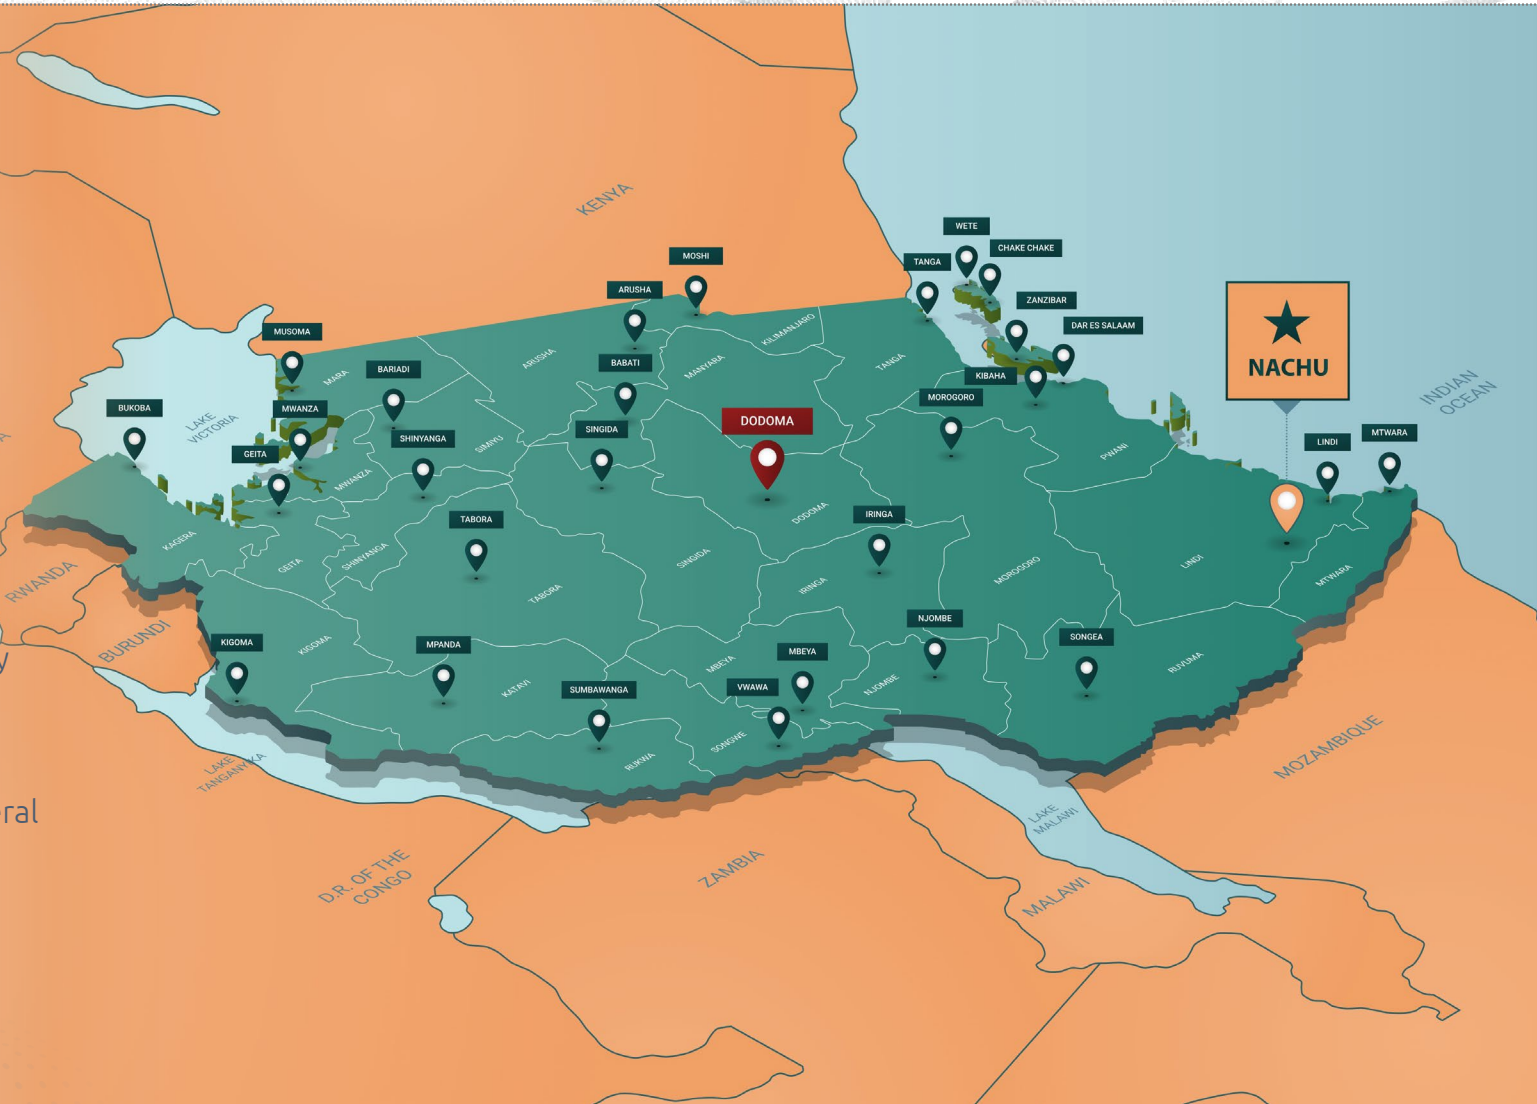 KENYA
WETE
CHAKE CHAKE
MOSHI
TANGA
ARUSHA
ZANZIBAR
DAR ES SALAAM
MUSOMA
KILIMANJARO
NACHU
ARUSHA
BABATI
MANYARA
TANGA
MARA
BARIADI
KIBAHA
INDIAN
OCEAN
MOROGORO
BUKOBA
MWANZA
LAKE
VICTORIA
DODOMA
SINGIDA
SHINYANGA
SIMIYU
MTWARA
LINDI
GEITA
PWANI
MWANZA
TABORA
IRINGA
DODOMA
KAGERA
GEITA
SHINYANGA
SINGIDA
MOROGORO
LINDI
MTWARA
RWANDA
TABORA
IRINGA
NJOMBE
BURUNDI
KIGOMA
KIGOMA
MPANDA
MBEYA
MBEYA
SONGEA
RUVUMA
KATAVI
SUMBAWANGA
VWAWA
NJOMBE
LAKE
TANGANYIKA
RUKWA
SONGWE
MOZAMBIQUE
eral
LAKE
MALAWI
D.R. OF THE
CONGO
ZAMBIA
MALAWI